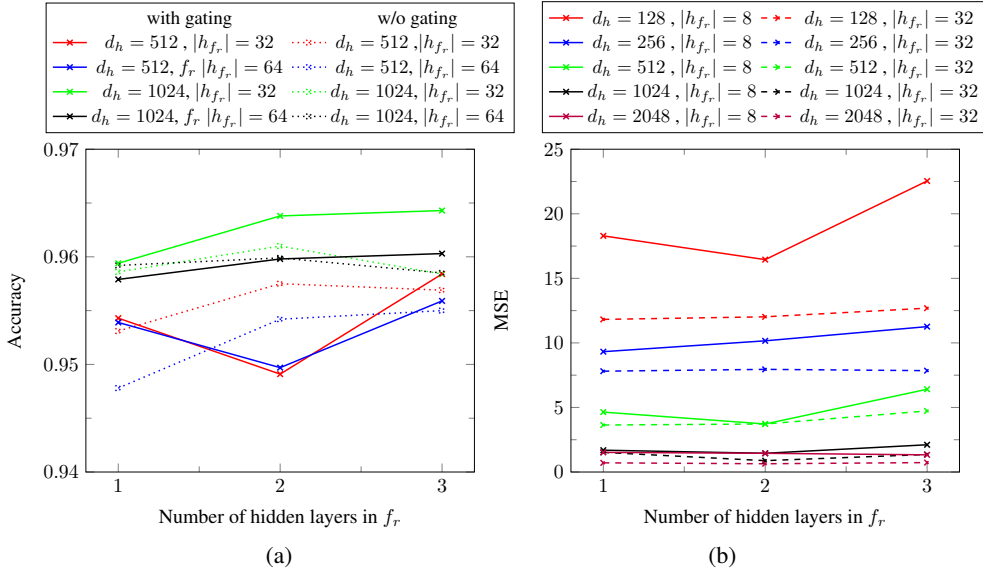 with gating w/o gating
d_h = 512 , |h_{f_r}| = 32 d_h = 512 ,|h_{f_r}| = 32
d_h = 512, f_r |h_{f_r}| = 64 d_h = 512, |h_{f_r}| = 64
d_h = 1024 , |h_{f_r}| = 32 d_h = 1024 , |h_{f_r}| = 32
d_h = 1024, f_r |h_{f_r}| = 64 d_h = 1024, |h_{f_r}| = 64
0.97
0.96
0.95
0.94
Accuracy
1 2 3
Number of hidden layers in f_r
(a)
d_h = 128 , |h_{f_r}| = 8 d_h = 128 , |h_{f_r}| = 32
d_h = 256 , |h_{f_r}| = 8 d_h = 256 , |h_{f_r}| = 32
d_h = 512 , |h_{f_r}| = 8 d_h = 512 , |h_{f_r}| = 32
d_h = 1024 , |h_{f_r}| = 8 d_h = 1024 , |h_{f_r}| = 32
d_h = 2048 , |h_{f_r}| = 8 d_h = 2048 , |h_{f_r}| = 32
25
20
15
10
5
0
MSE
1 2 3
Number of hidden layers in f_r
(b)